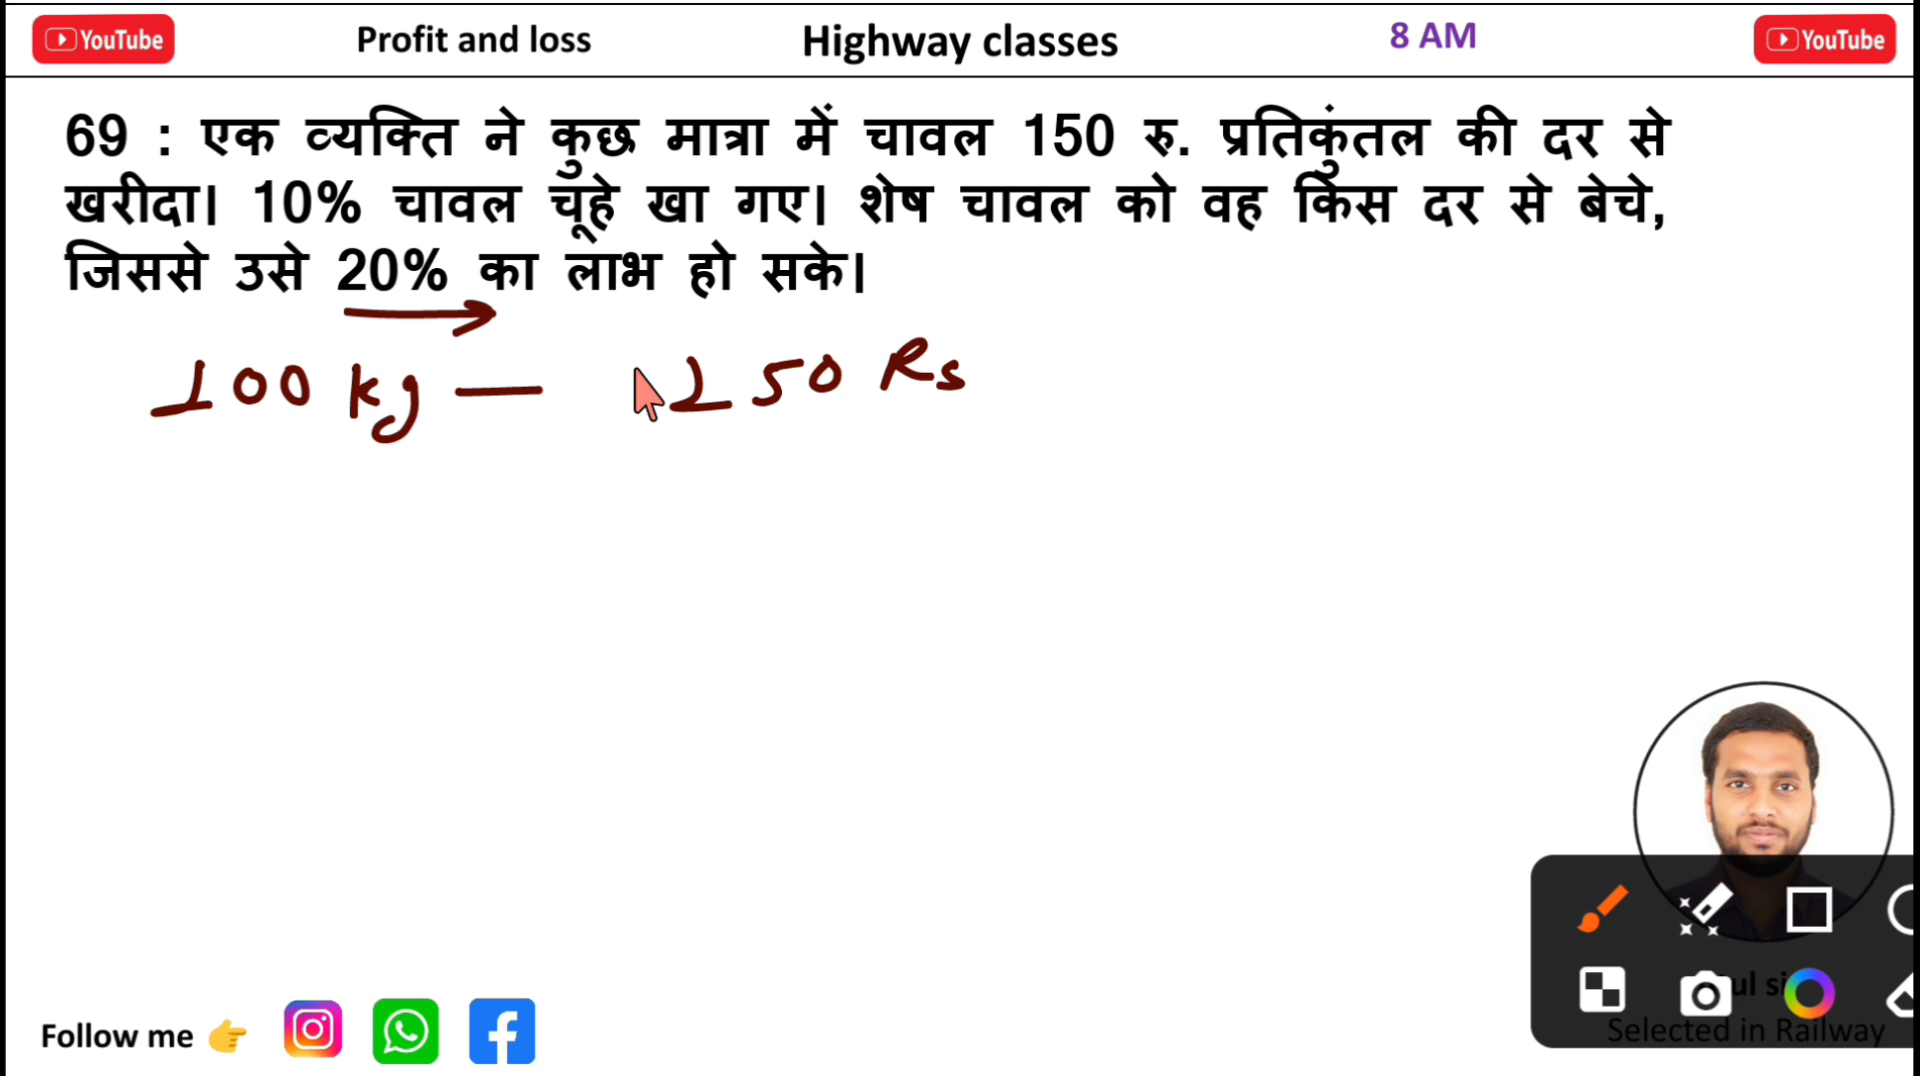 YouTube Profit and loss Highway classes 8 AM YouTube
69 : एक व्यक्ति ने कुछ मात्रा में चावल 150 रु. प्रतिकुंतल की दर से
खरीदा। 10% चावल चूहे खा गए। शेष चावल को वह किस दर से बेचे,
जिससे उसे 20% का लाभ हो सके।
100 kg — 150 Rs
Selected in Railway
Follow me